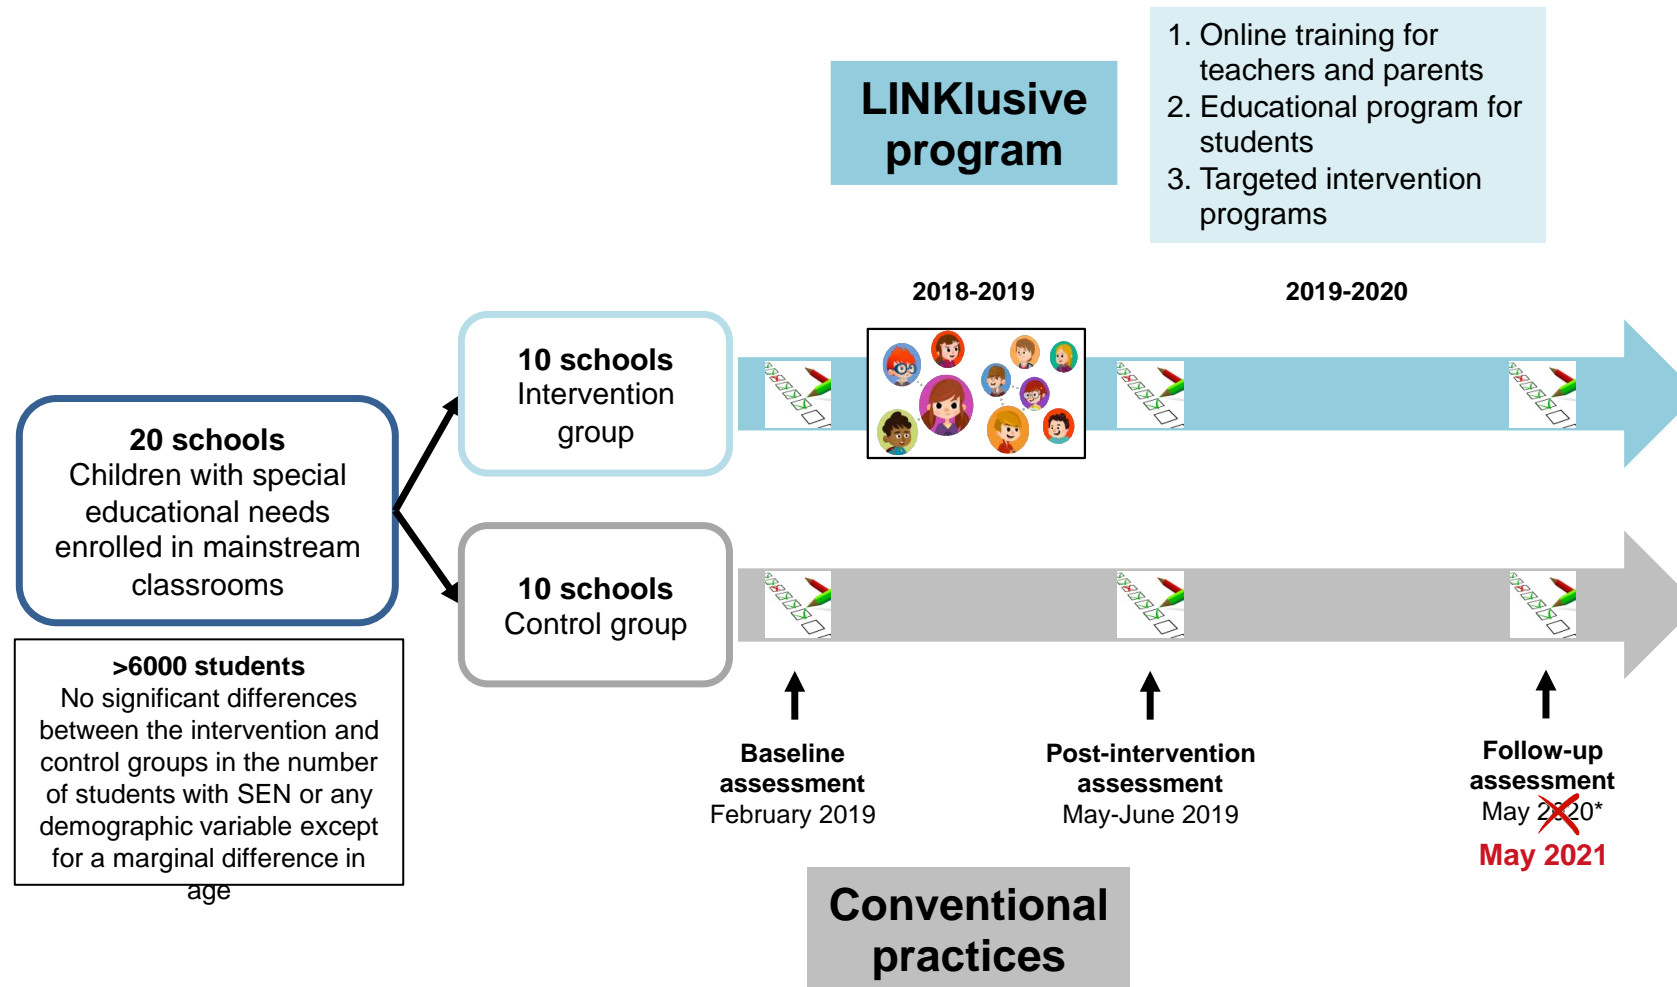 LINKlusive
program
1. Online training for
teachers and parents
2. Educational program for
students
3. Targeted intervention
programs
2018-2019
2019-2020
10 schools
Intervention
group
20 schools
Children with special
educational needs
enrolled in mainstream
classrooms
10 schools
Control group
>6000 students
No significant differences
between the intervention and
control groups in the number
of students with SEN or any
demographic variable except
for a marginal difference in
age
Baseline
assessment
February 2019
Post-intervention
assessment
May-June 2019
Follow-up
assessment
May 2020*
May 2021
Conventional
practices